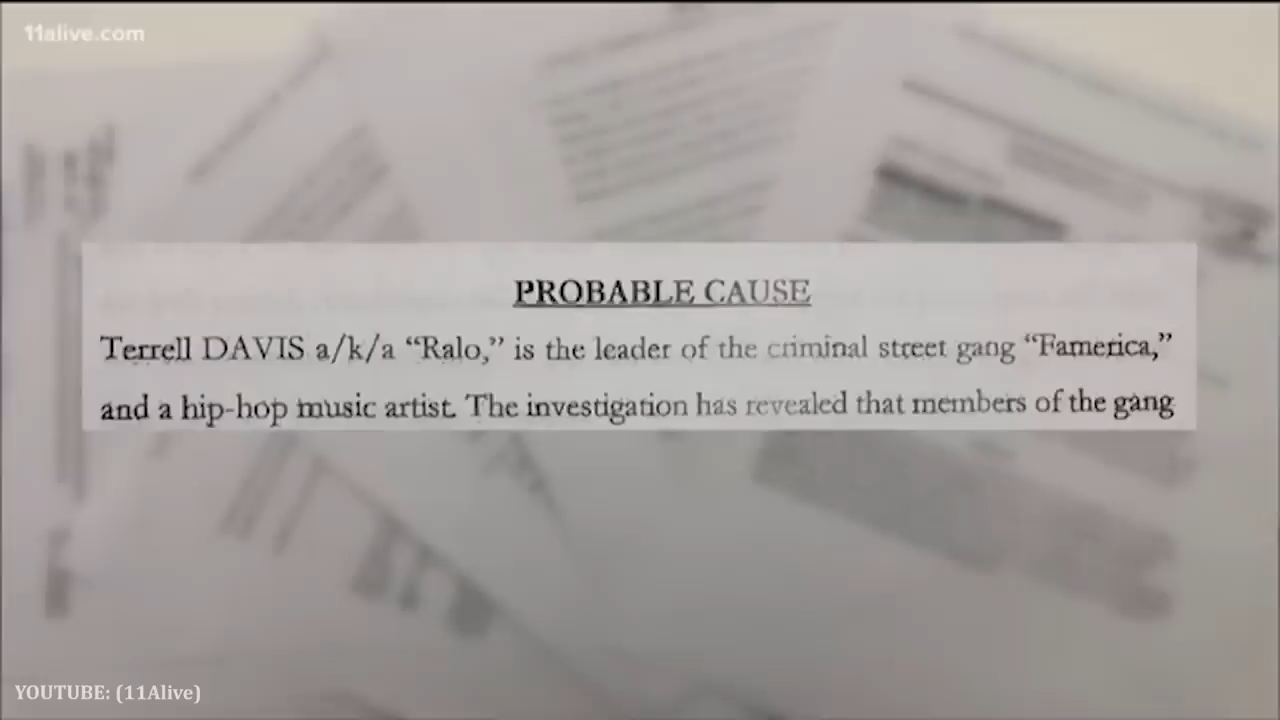 11alive.com
PROBABLE CAUSE
Terrell DAVIS a/k/a “Ralo,” is the leader of the criminal street gang “Famerica,”
and a hip-hop music artist. The investigation has revealed that members of the gang
YOUTUBE: (11Alive)